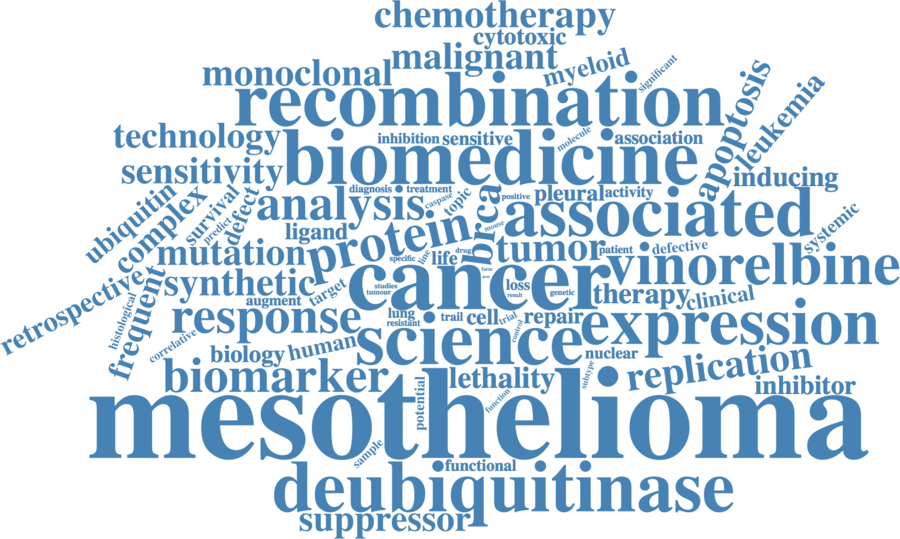 chemotherapy
cytotoxic
malignant
myeloid
significant
monoclonal
recombination
apoptosis
leukemia
technology
inhibition
sensitive
molecule
association
biomedicine
sensitivity
inducing
ubiquitin
complex
survival
predict
detect
diagnosis
treatment
analysis
caspase
topic
brca
positive
pleural
activity
mouse
associated
systemic
ligand
protein
mutation
specific
line
life
drug
tumor
patient
defective
vinorelbine
synthetic
cancer
form
studies
tumour
loss
result
genetic
therapy
clinical
retrospective
frequent
histological
augment
target
response
lung
resistant
trail
cell
trial
control
repair
expression
correlative
biology
human
science
nuclear
subtype
replication
biomarker
lethality
inhibitor
potential
function
mesothelioma
sample
functional
deubiquitinase
suppressor